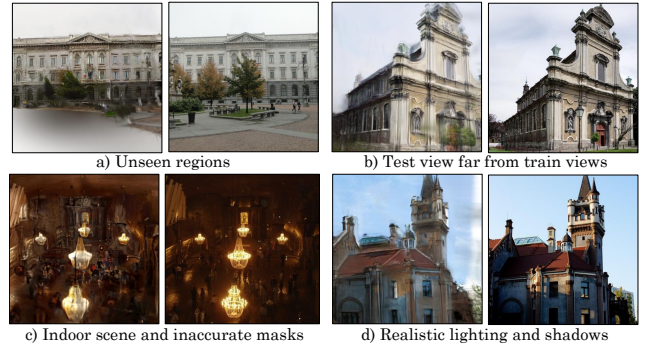 a) Unseen regions
b) Test view far from train views
c) Indoor scene and inaccurate masks
d) Realistic lighting and shadows